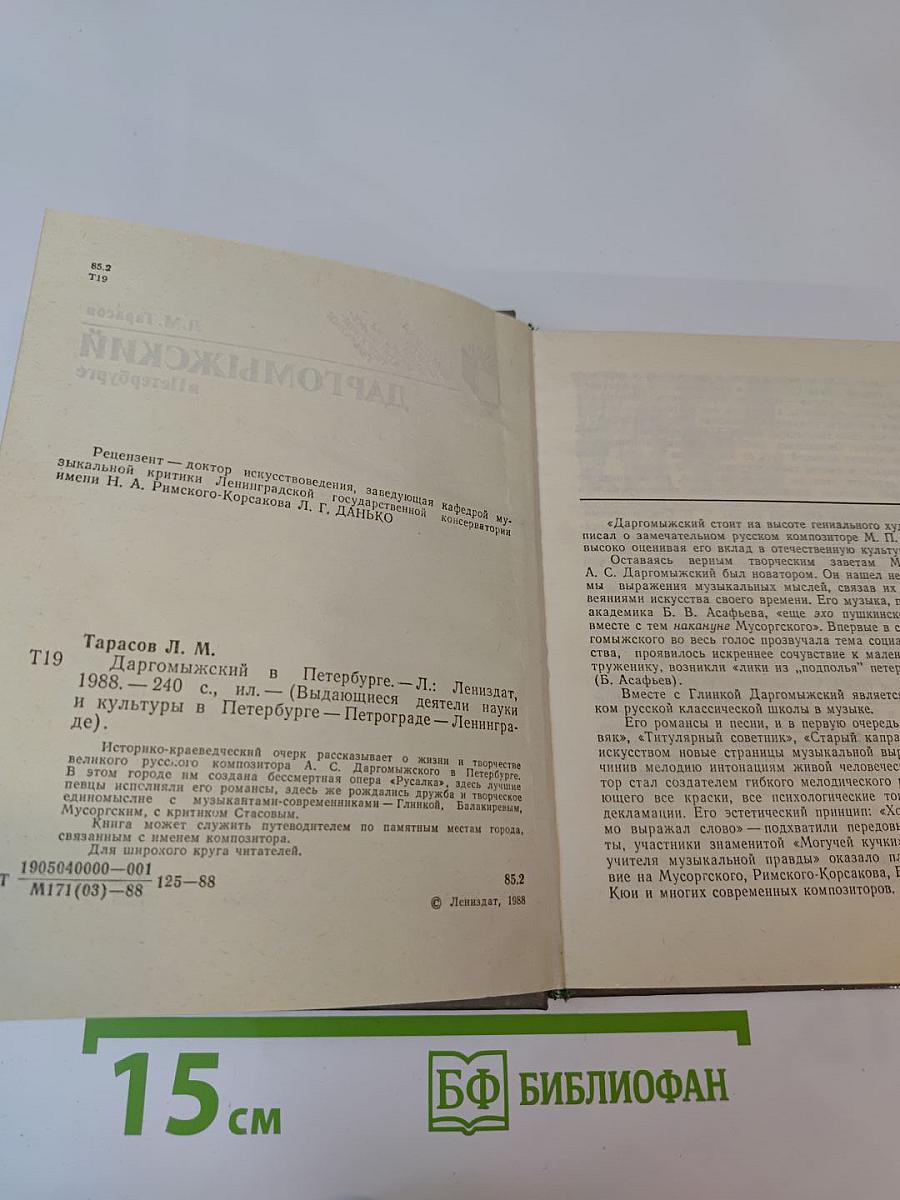 85.2
Т19
Рецензент — доктор искусствоведения, заведующая кафедрой му-
зыкальной критики Ленинградской государственной консерватории
имени Н. А. Римского-Корсакова Л. Г. ДАНЬКО
Тарасов Л. М.
Т19 Даргомыжский в Петербурге. — Л.: Лениздат,
1988. — 240 с., ил. — (Выдающиеся деятели науки
и культуры в Петербурге — Петрограде — Ленингра-
де).
Историко-краеведческий очерк рассказывает о жизни и творчестве
великого русского композитора А. С. Даргомыжского в Петербурге.
В этом городе им создана бессмертная опера «Русалка», здесь лучшие
певцы исполняли его романсы, здесь же рождались дружба и творческое
единомыслие с музыкантами-современниками — Глинкой, Балакиревым,
Мусоргским, с критиком Стасовым.
Книга может служить путеводителем по памятным местам города,
связанным с именем композитора.
Для широкого круга читателей.
Т 1905040000—001
М171(03)—88 125—88
85.2
© Лениздат, 1988
Л. М. Тарасов
ДАРГОМЫЖСКИЙ
в Петербурге
«Даргомыжский стоит на высоте гениального худ
писал о замечательном русском композиторе М. П.
высоко оценивая его вклад в отечественную культу
Оставаясь верным творческим заветам М
А. С. Даргомыжский был новатором. Он нашел не
мы выражения музыкальных мыслей, связав их
веяниями искусства своего времени. Его музыка, п
академика Б. В. Асафьева, «еще эхо пушкинско
вместе с тем накануне Мусоргского». Впервые в с
гомыжского во весь голос прозвучала тема социа
ства, проявилось искреннее сочувствие к мален
труженику, возникли «лики из „подполья" петер
(Б. Асафьев).
Вместе с Глинкой Даргомыжский является
ком русской классической школы в музыке.
Его романсы и песни, и в первую очередь
вяк», «Титулярный советник», «Старый капра
искусством новые страницы музыкальной выр
чинив мелодию интонациям живой человечес
тор стал создателем гибкого мелодического р
ющего все краски, все психологические то
декламации. Его эстетический принцип: «Хо
мо выражал слово» — подхватили передовы
ты, участники знаменитой «Могучей кучки
учителя музыкальной правды» оказало пл
вие на Мусоргского, Римского-Корсакова, Б
Кюи и многих современных композиторов.
15 см
БФ БИБЛИОФАН